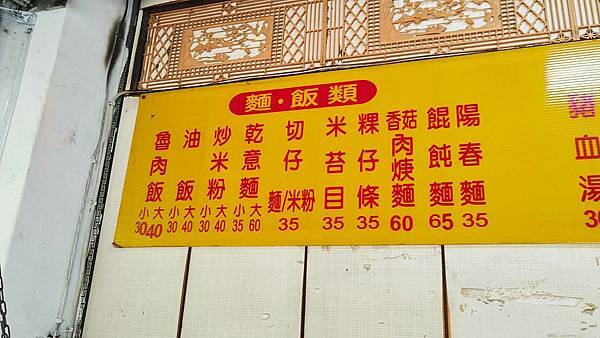 麵·飯類
陽春麵 35
餛飩麵 65
香菇肉焿麵 60
粿仔條 35
米苔目 35
切仔麵/米粉 35
乾意麵 小35 大60
炒米粉 小30 大40
油飯 小30 大40
魯肉飯 小30 大40
豬血湯